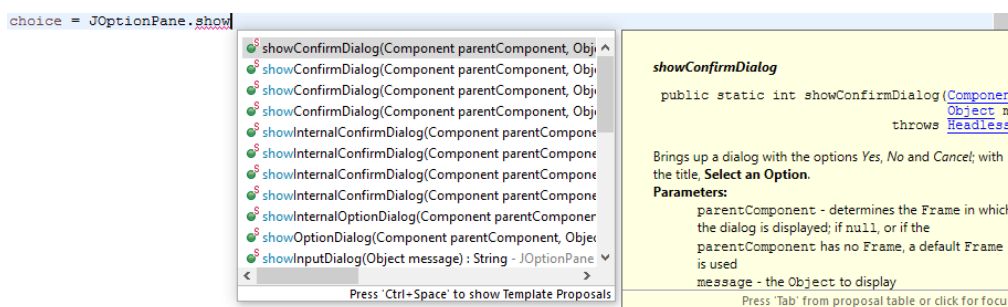 choice = JOptionPane.show
showConfirmDialog(Component parentComponent, Obj
showConfirmDialog(Component parentComponent, Obj
showConfirmDialog(Component parentComponent, Obj
showConfirmDialog(Component parentComponent, Obj
showInternalConfirmDialog(Component parentCompone
showInternalConfirmDialog(Component parentCompone
showInternalConfirmDialog(Component parentCompone
showInternalConfirmDialog(Component parentCompone
showInternalOptionDialog(Component parentComponen
showOptionDialog(Component parentComponent, Objec
showInputDialog(Object message) : String - JOptionPane
Press 'Ctrl+Space' to show Template Proposals
showConfirmDialog
public static int showConfirmDialog(Componen
Object m
throws Headless
Brings up a dialog with the options Yes, No and Cancel; with
the title, Select an Option.
Parameters:
parentComponent - determines the Frame in which
the dialog is displayed; if null, or if the
parentComponent has no Frame, a default Frame
is used
message - the Object to display
Press 'Tab' from proposal table or click for focu